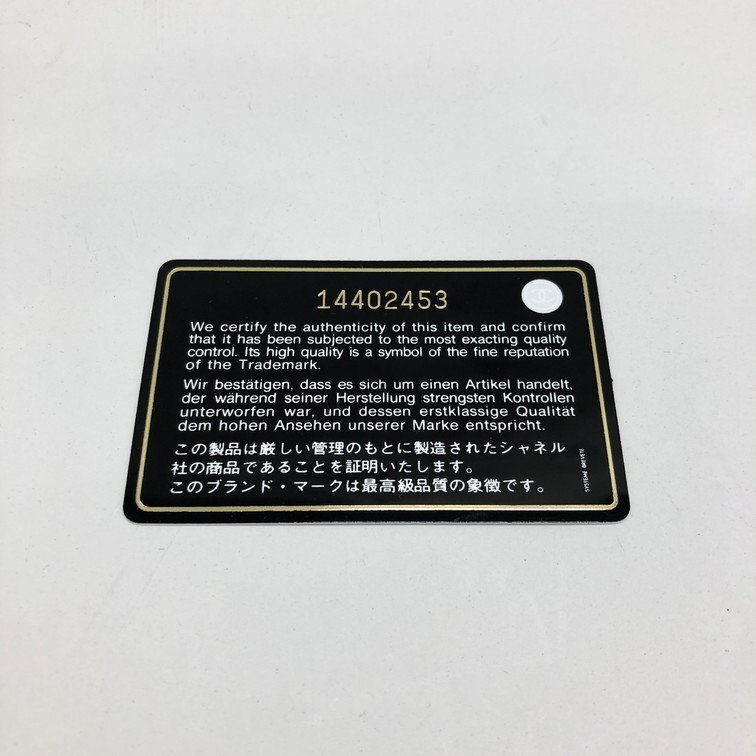 14402453
We certify the authenticity of this item and confirm
that it has been subjected to the most exacting quality
control. Its high quality is a symbol of the fine reputation
of the Trademark.
Wir bestätigen, dass es sich um einen Artikel handelt,
der während seiner Herstellung strengsten Kontrollen
unterworfen war, und dessen erstklassige Qualität
dem hohen Ansehen unserer Marke entspricht.
この製品は厳しい管理のもとに製造されたシャネル
社の商品であることを証明いたします。
このブランド・マークは最高級品質の象徴です。
SYSTEME BREVETE